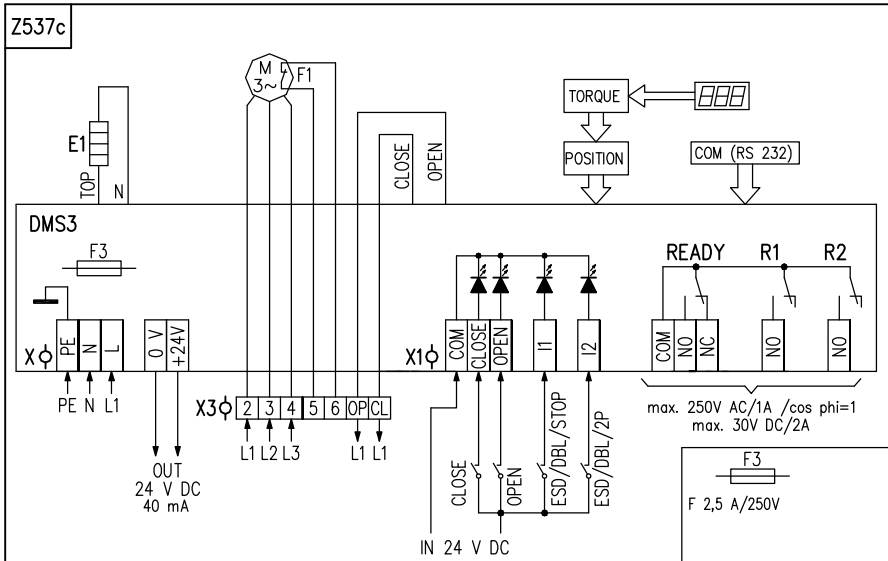 Z537c
M
3~
F1
E1
TOP
N
CLOSE
OPEN
TORQUE
POSITION
COM (RS 232)
DMS3
F3
READY
R1
R2
X
PE
N
L
0 V
+24V
X1
COM
CLOSE
OPEN
I1
I2
COM
NO
NC
NO
NO
PE N L1
X3
2
3
4
5
6
OP
CL
L1 L2 L3
L1 L1
OUT
24 V DC
40 mA
CLOSE
OPEN
ESD/DBL/STOP
ESD/DBL/2P
IN 24 V DC
max. 250V AC/1A /cos phi=1
max. 30V DC/2A
F3
F 2,5 A/250V